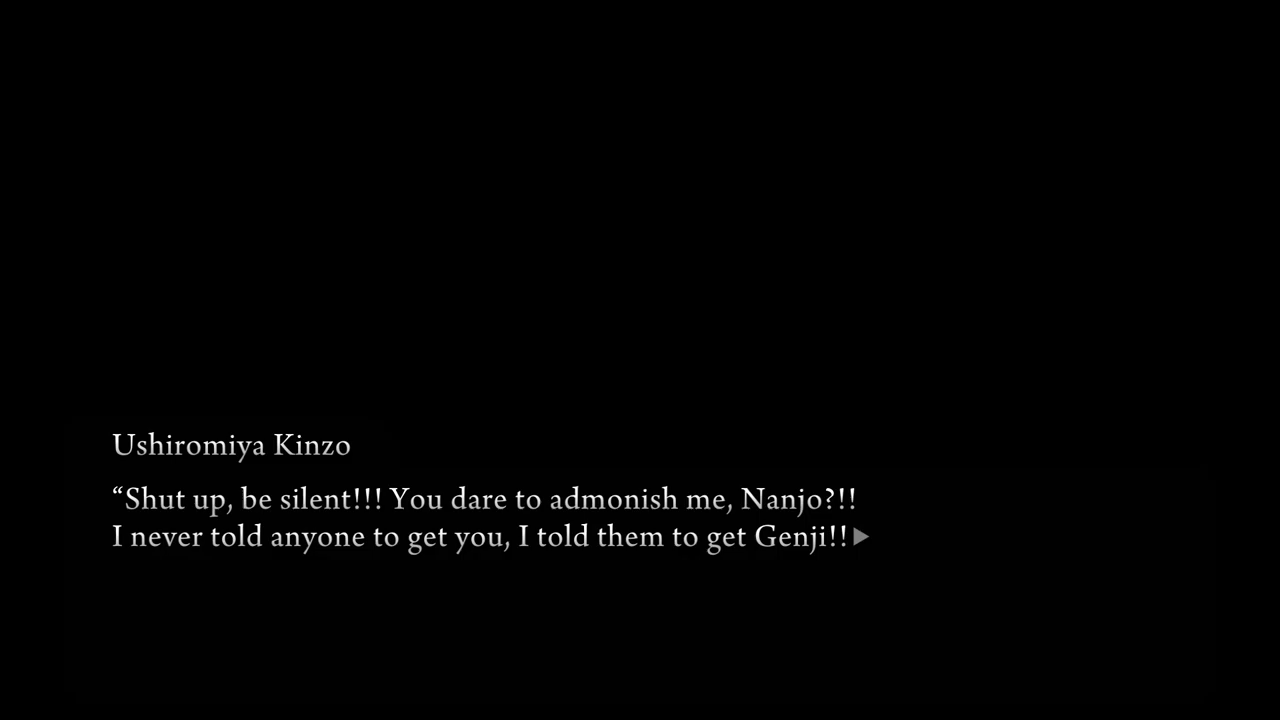 Ushiromiya Kinzo
“Shut up, be silent!!! You dare to admonish me, Nanjo?!!
I never told anyone to get you, I told them to get Genji!!